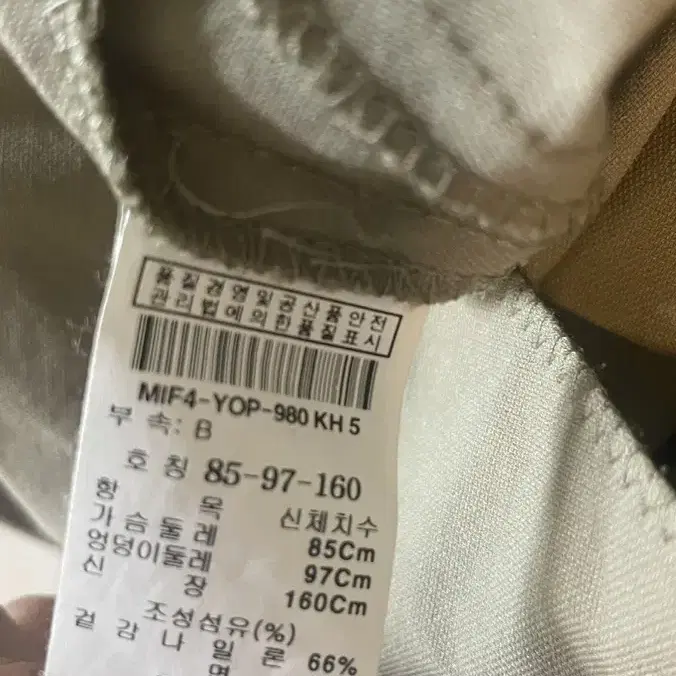 품질경영및공산품안전
관리법에의한품질표시
MIF4-YOP-980 KH 5
부 속: B
호 칭 85-97-160
항 목 신체치수
가슴둘레 85Cm
엉덩이둘레 97Cm
신 장 160Cm
조성섬유(%)
겉 감 나 일 론 66%
면